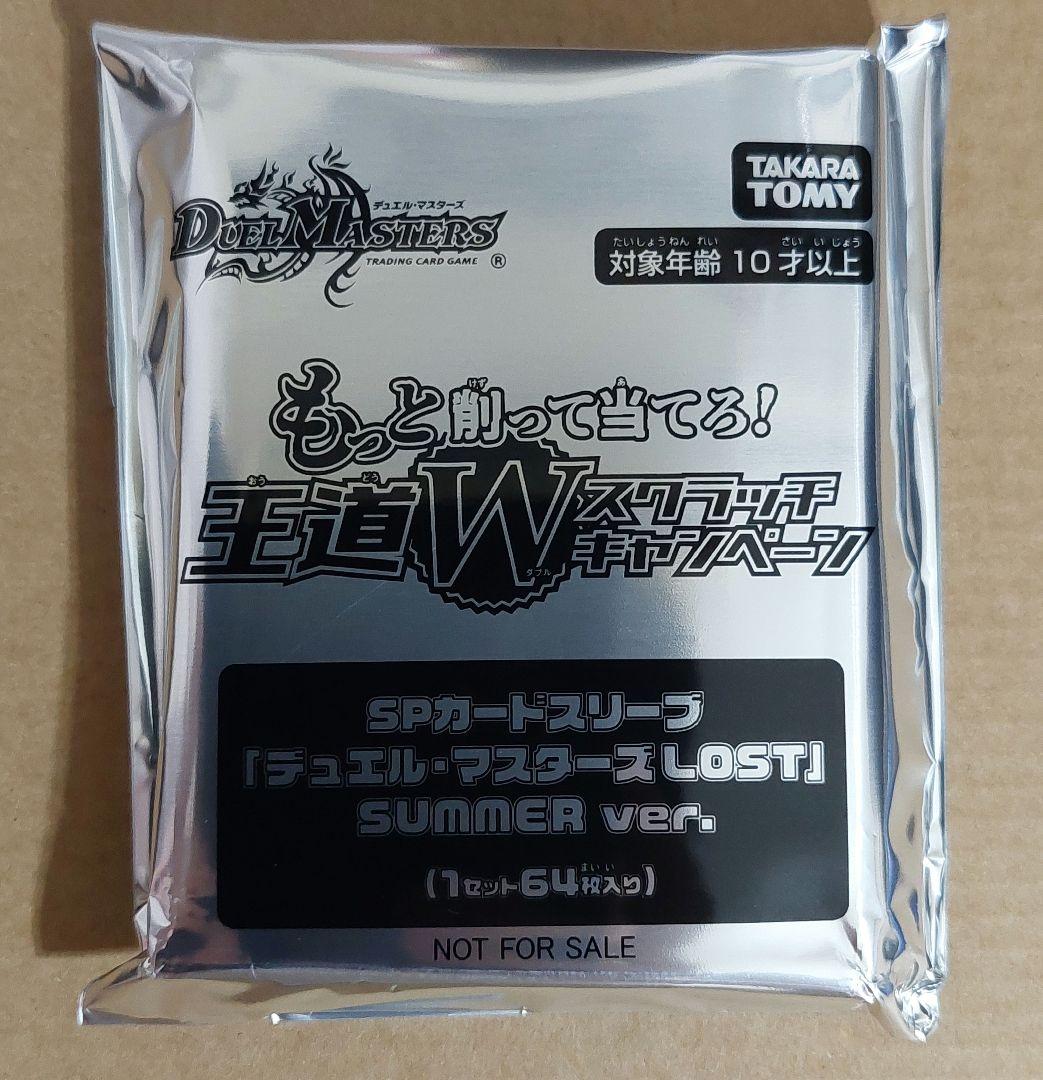 デュエル・マスターズ
DUEL MASTERS
TRADING CARD GAME ®
TAKARA
TOMY
たいしょうねんれい さいいじょう
対象年齢 10才以上
けず あ
もっと削って当てろ!
おう どう
王道W スクラッチ
キャンペーン
ダブル
SPカードスリーブ
「デュエル・マスターズ LOST」
SUMMER ver.
まいい
(1セット64枚入り)
NOT FOR SALE